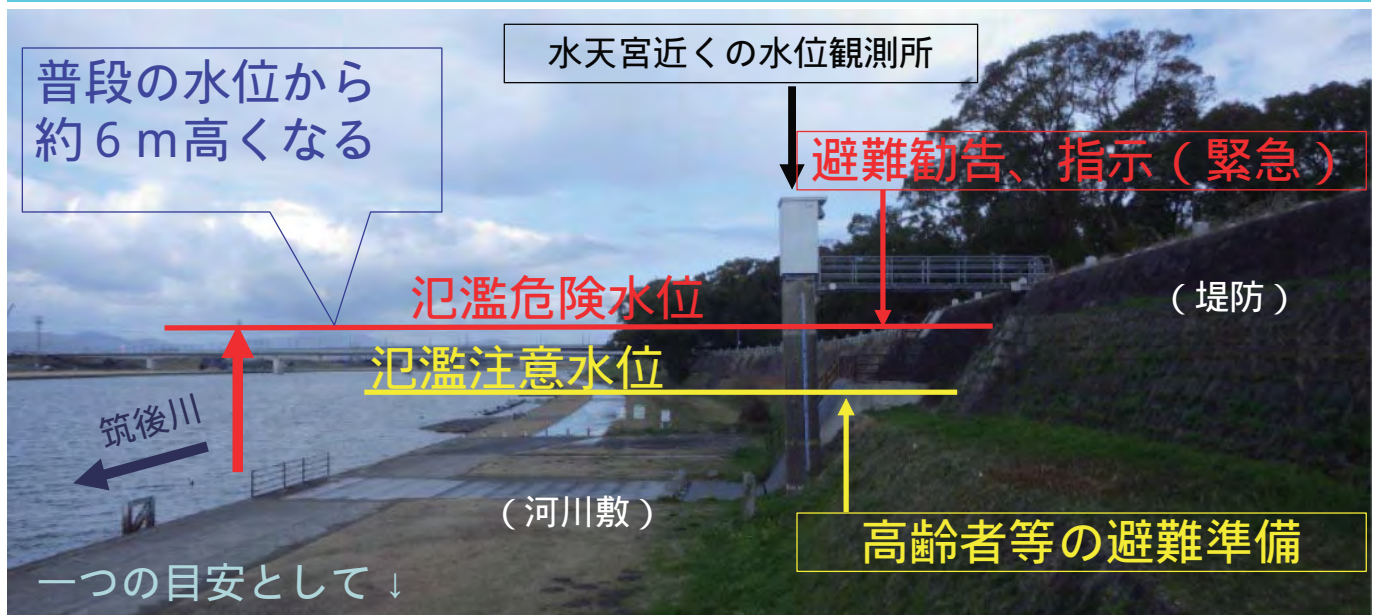 水天宮近くの水位観測所
普段の水位から
約６ｍ高くなる
避難勧告、指示（緊急）
氾濫危険水位
（堤防）
氾濫注意水位
筑後川
（河川敷）
高齢者等の避難準備
一つの目安として↓